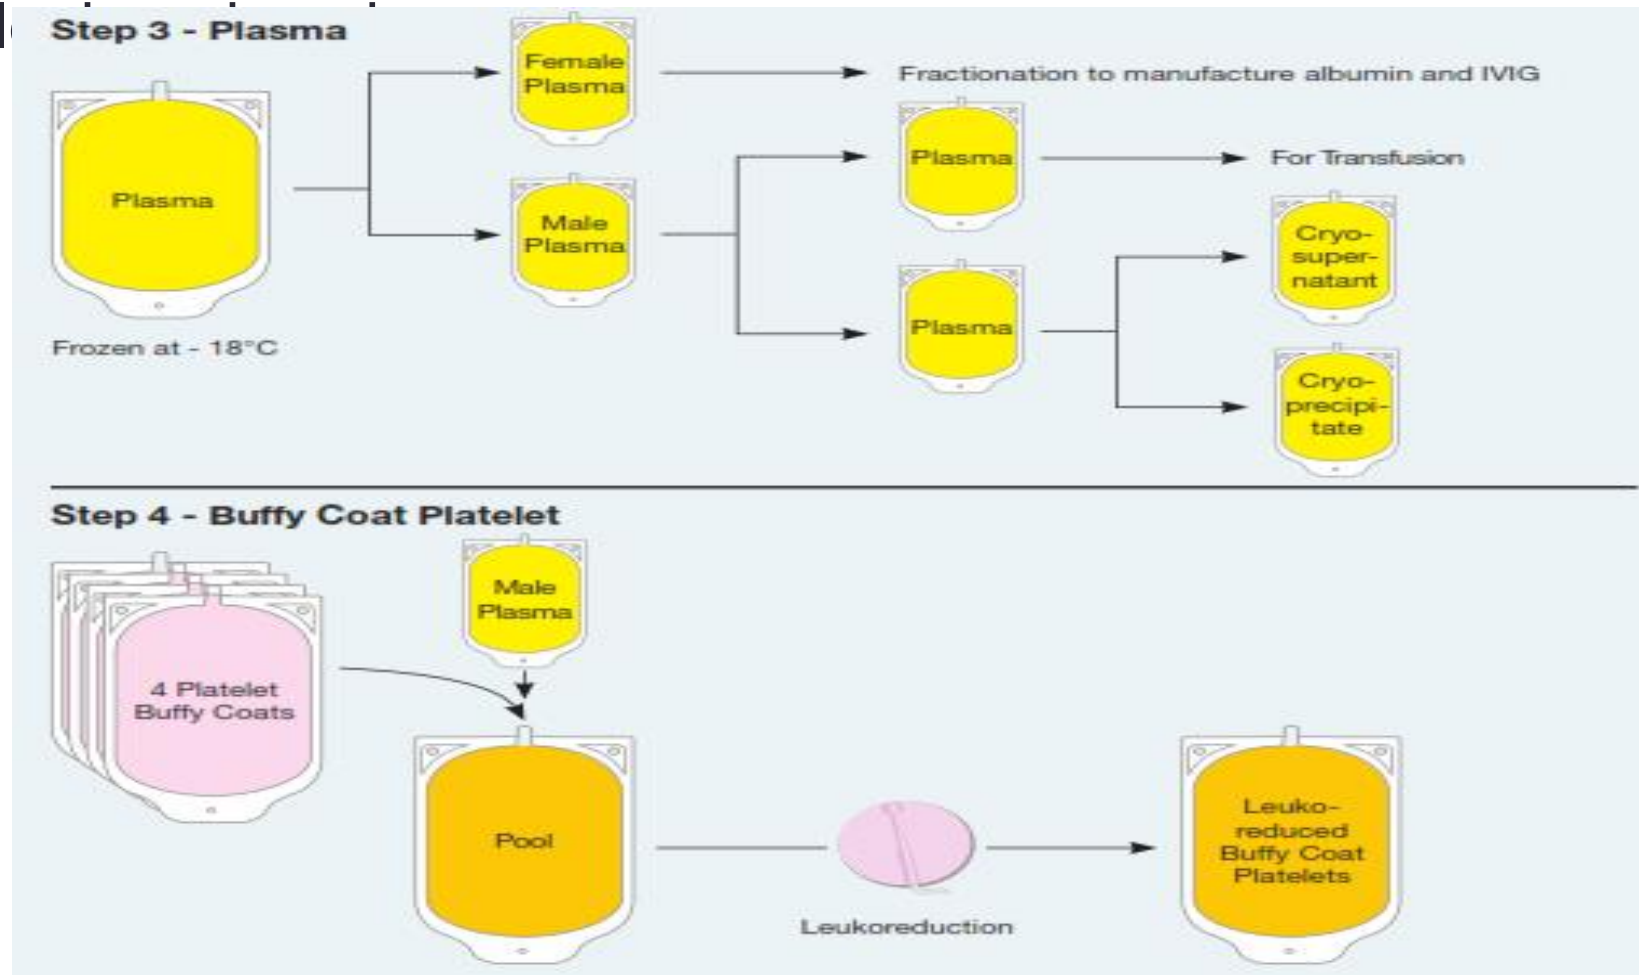 Step 3 - Plasma
Female
Plasma
Fractionation to manufacture albumin and IVIG
Plasma
For Transfusion
Plasma
Male
Plasma
Cryo-
super-
natant
Plasma
Frozen at - 18°C
Cryo-
precipi-
tate
Step 4 - Buffy Coat Platelet
Male
Plasma
4 Platelet
Buffy Coats
Pool
Leuko-
reduced
Buffy Coat
Platelets
Leukoreduction